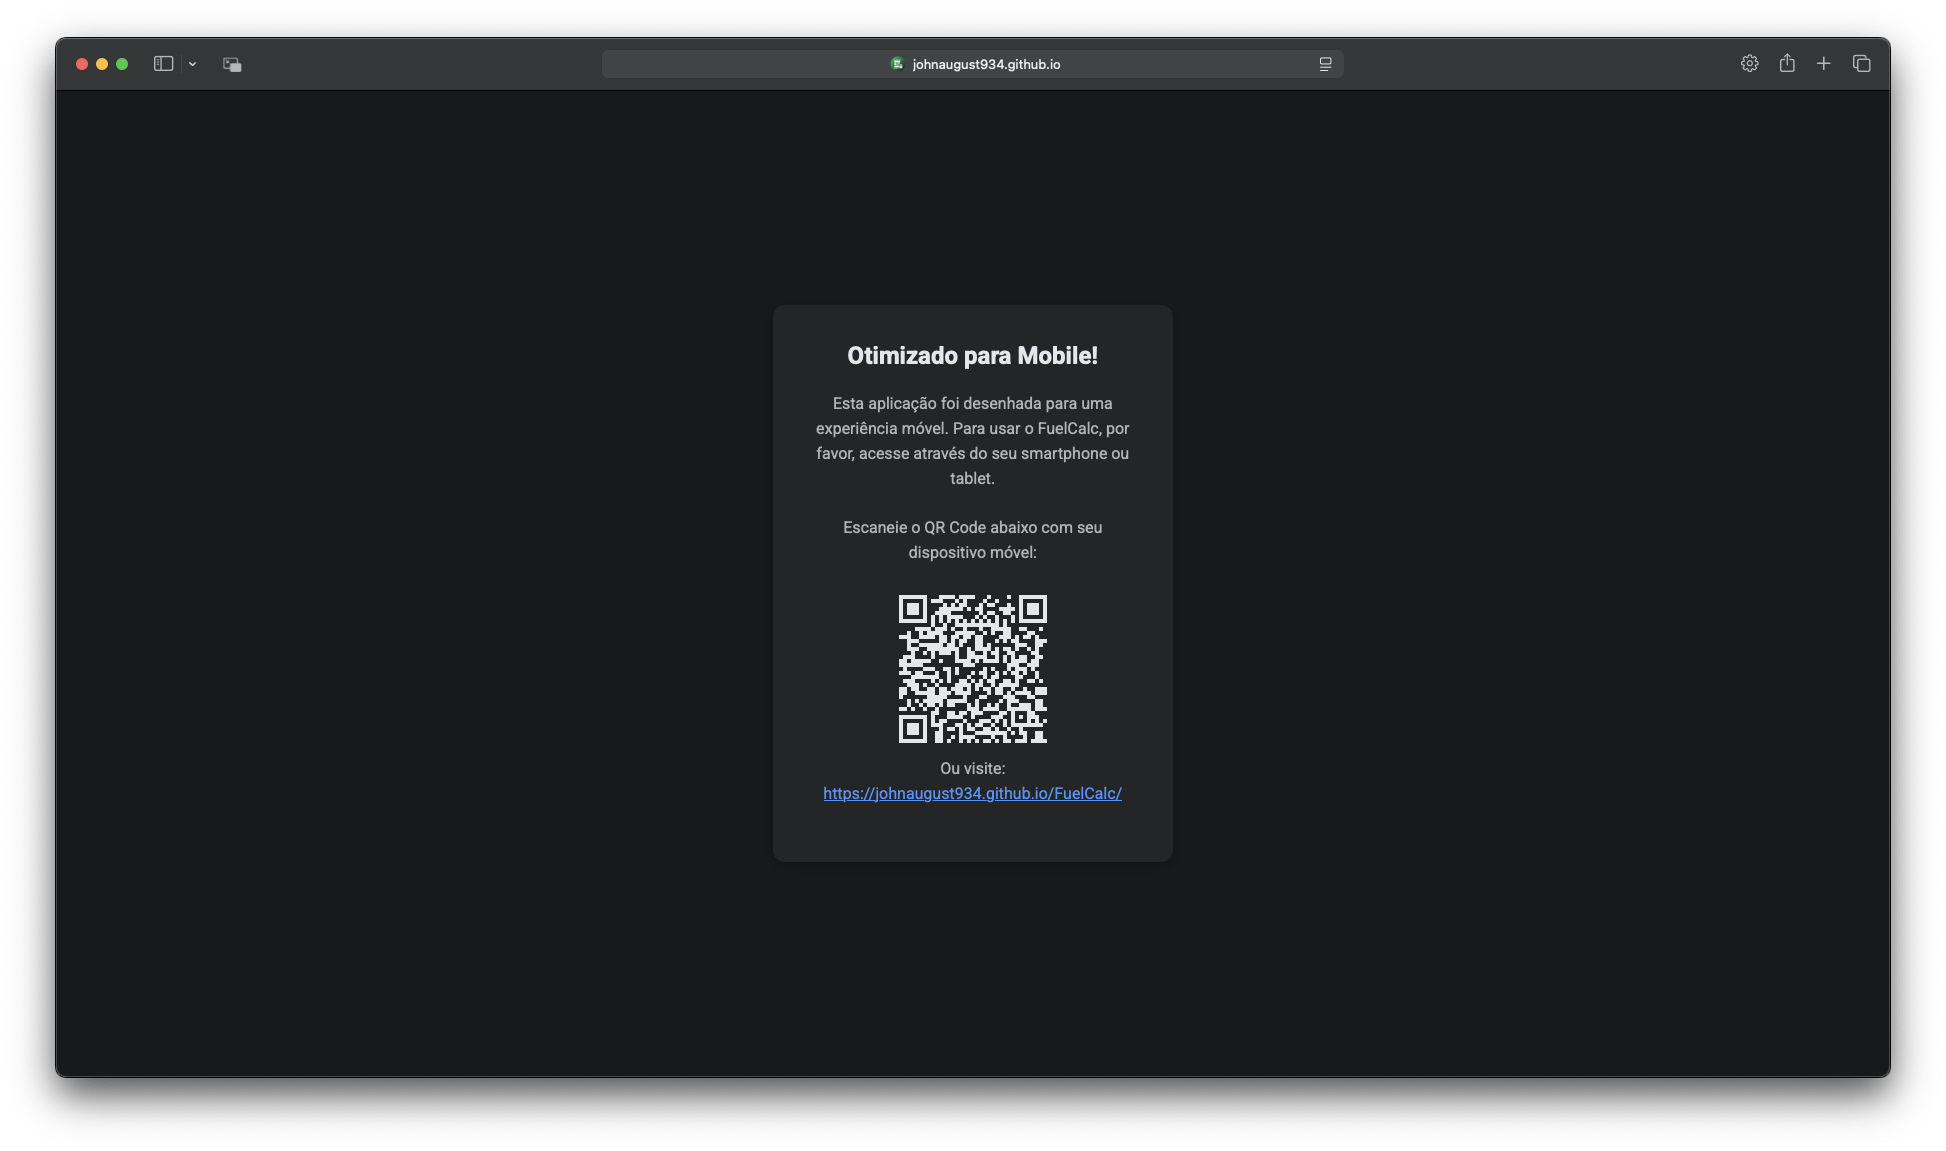 johnaugust934.github.io
Otimizado para Mobile!
Esta aplicação foi desenhada para uma
experiência móvel. Para usar o FuelCalc, por
favor, acesse através do seu smartphone ou
tablet.
Escaneie o QR Code abaixo com seu
dispositivo móvel:
Ou visite:
https://johnaugust934.github.io/FuelCalc/